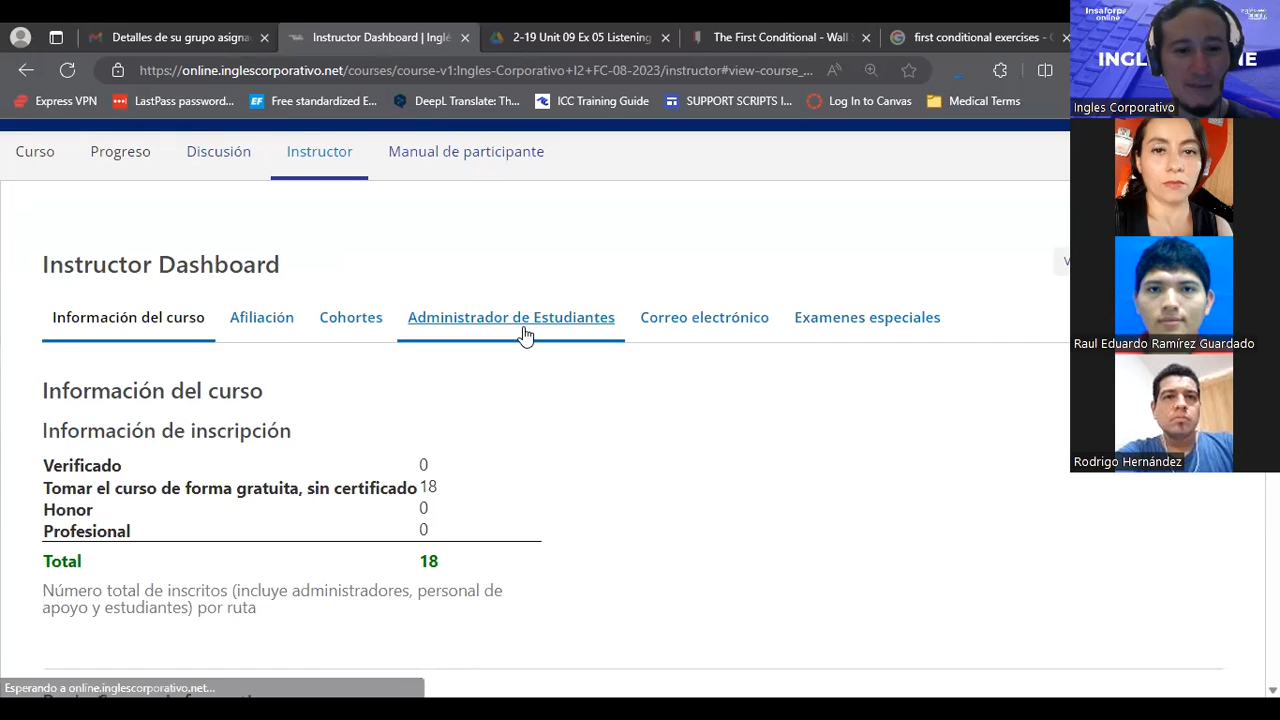 Detalles de su grupo asigna
Instructor Dashboard | Inglé
2-19 Unit 09 Ex 05 Listening
The First Conditional - Wall
first conditional exercises -
https://online.inglescorporativo.net/courses/course-v1:Ingles-Corporativo+I2+FC-08-2023/instructor#view-course_...
Express VPN
LastPass password...
Free standardized E...
DeepL Translate: Th...
ICC Training Guide
SUPPORT SCRIPTS I...
Log In to Canvas
Medical Terms
Curso
Progreso
Discusión
Instructor
Manual de participante
Instructor Dashboard
Información del curso
Afiliación
Cohortes
Administrador de Estudiantes
Correo electrónico
Examenes especiales
Información del curso
Información de inscripción
Verificado 0
Tomar el curso de forma gratuita, sin certificado 18
Honor 0
Profesional 0
Total 18
Número total de inscritos (incluye administradores, personal de
apoyo y estudiantes) por ruta
Esperando a online.inglescorporativo.net...
Insaforp
online
Ingles Corporativo
Raul Eduardo Ramírez Guardado
Rodrigo Hernández